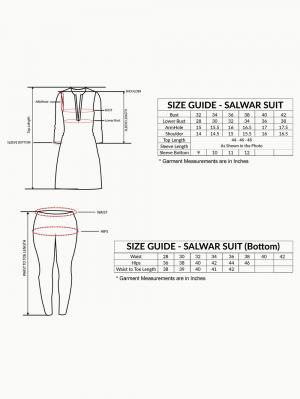 SHOULDER
ArmHole
BUST
Lower Bust
Top Length
SLEEVE LENGTH
SLEEVE BOTTOM
SIZE GUIDE - SALWAR SUIT
Bust 32 34 36 38 40 42
Lower Bust 28 30 32 34 36 38
ArmHole 15 15.5 16 16.5 17 17.5
Shoulder 14 14.5 15 15.5 16 16.5
Top Length 44 - 46 - 48
Sleeve Length As Shown in the Photo
Sleeve Bottom 9 10 11 12
* Garment Measurements are in Inches
WAIST
HIPS
WAIST TO TOE LENGTH
SIZE GUIDE - SALWAR SUIT (Bottom)
Waist 28 30 32 34 36 38 40 42
Hips 36 38 40 42 44 46
Waist to Toe Length 38 39 40 41 42
* Garment Measurements are in Inches